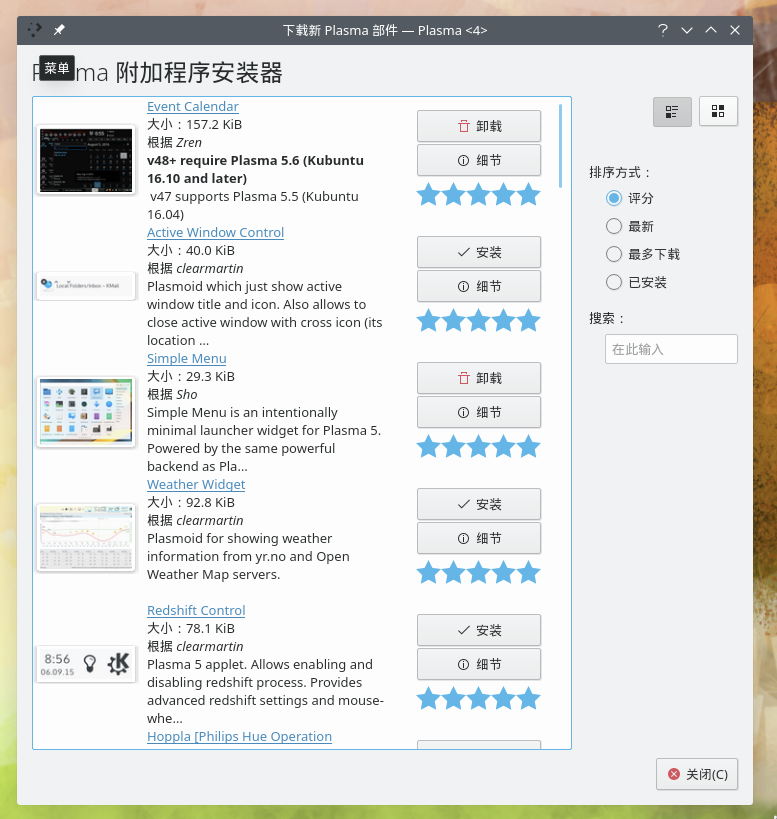 下载新 Plasma 部件 — Plasma <4>
菜单
Plasma 附加程序安装器
Event Calendar
大小：157.2 KiB
根据 Zren
v48+ require Plasma 5.6 (Kubuntu
16.10 and later)
v47 supports Plasma 5.5 (Kubuntu
16.04)
卸载
细节
Active Window Control
大小：40.0 KiB
根据 clearmartin
Plasmoid which just show active
window title and icon. Also allows to
close active window with cross icon (its
location ...
安装
细节
Local Folders/inbox – KMail
Simple Menu
大小：29.3 KiB
根据 Sho
Simple Menu is an intentionally
minimal launcher widget for Plasma 5.
Powered by the same powerful
backend as Pla...
卸载
细节
Weather Widget
大小：92.8 KiB
根据 clearmartin
Plasmoid for showing weather
information from yr.no and Open
Weather Map servers.
安装
细节
Redshift Control
大小：78.1 KiB
根据 clearmartin
Plasma 5 applet. Allows enabling and
disabling redshift process. Provides
advanced redshift settings and mouse-
whe...
安装
细节
8:56
06.09.15
Hoppla [Philips Hue Operation
排序方式：
评分
最新
最多下载
已安装
搜索：
在此输入
关闭(C)